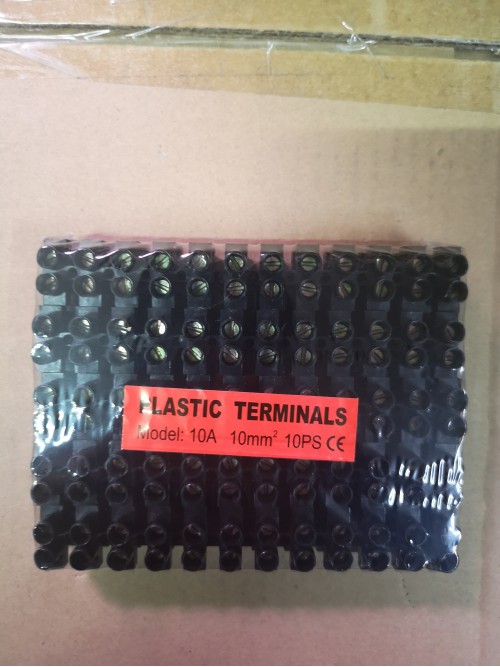 PLASTIC TERMINALS
Model: 10A 10mm² 10PS CE